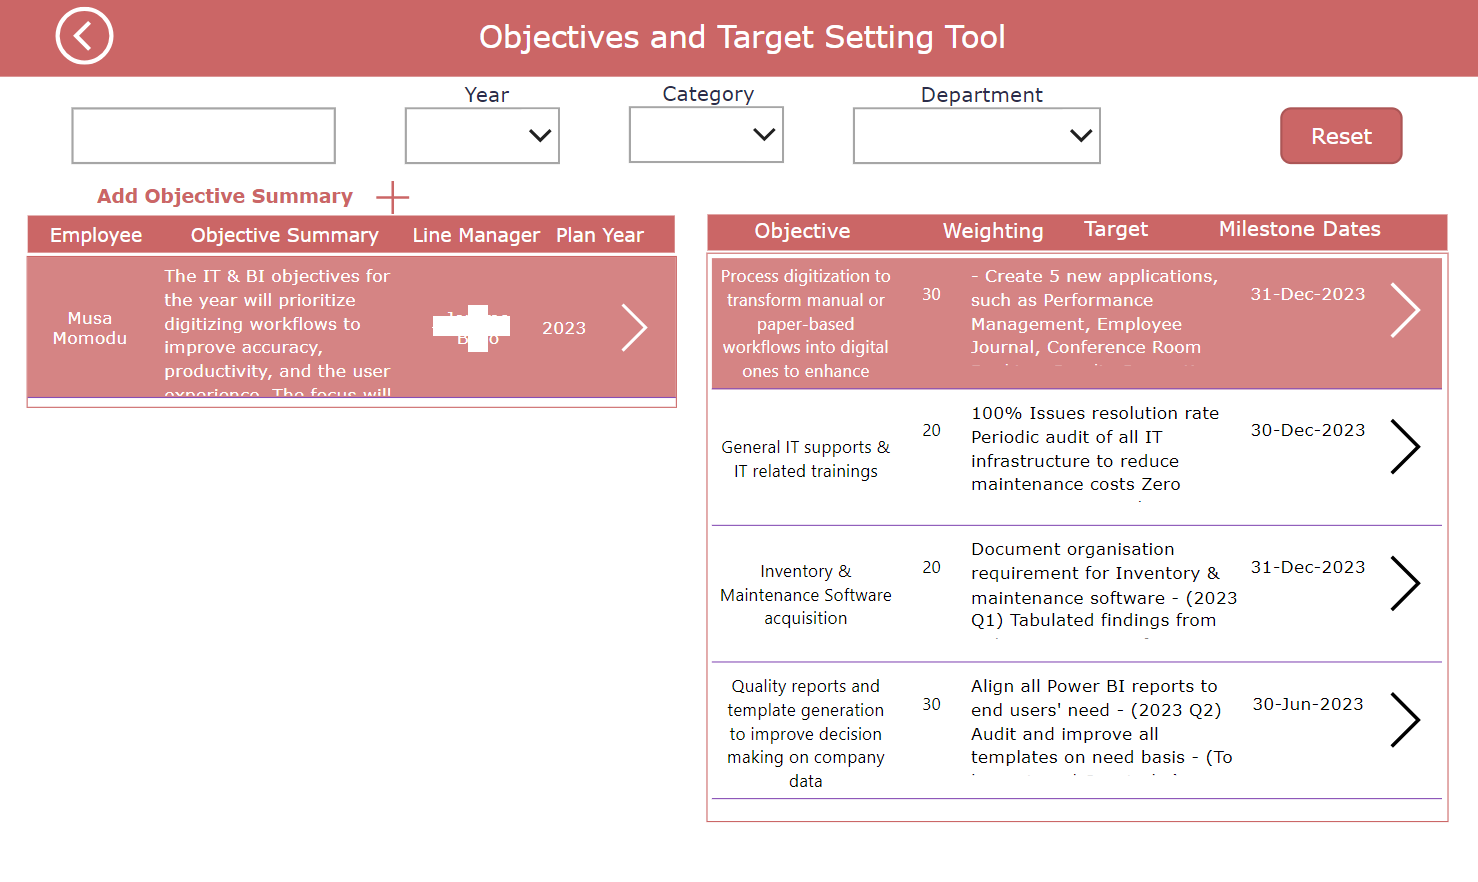 Objectives and Target Setting Tool
Year
Category
Department
Reset
Add Objective Summary
Employee Objective Summary Line Manager Plan Year
Musa
Momodu
The IT & BI objectives for
the year will prioritize
digitizing workflows to
improve accuracy,
productivity, and the user
experience. The focus will
2023
Objective Weighting Target Milestone Dates
Process digitization to
transform manual or
paper-based
workflows into digital
ones to enhance
30
- Create 5 new applications,
such as Performance
Management, Employee
Journal, Conference Room
31-Dec-2023
General IT supports &
IT related trainings
20
100% Issues resolution rate
Periodic audit of all IT
infrastructure to reduce
maintenance costs Zero
30-Dec-2023
Inventory &
Maintenance Software
acquisition
20
Document organisation
requirement for Inventory &
maintenance software - (2023
Q1) Tabulated findings from
31-Dec-2023
Quality reports and
template generation
to improve decision
making on company
data
30
Align all Power BI reports to
end users' need - (2023 Q2)
Audit and improve all
templates on need basis - (To
30-Jun-2023